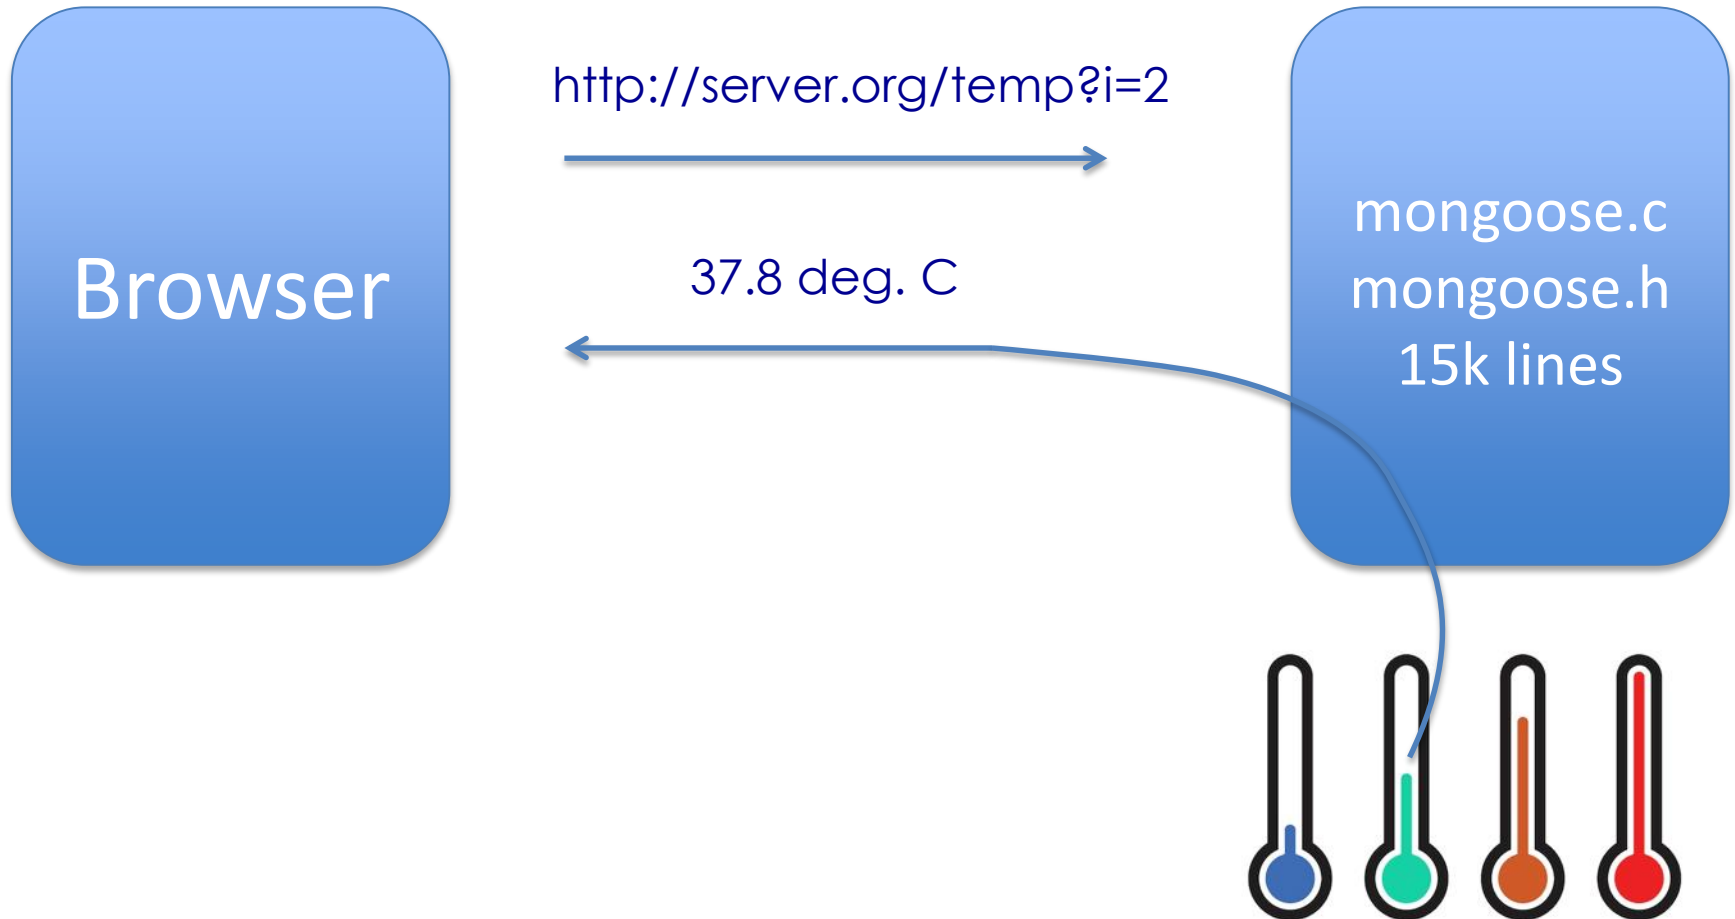 Browser
http://server.org/temp?i=2
37.8 deg. C
mongoose.c
mongoose.h
15k lines